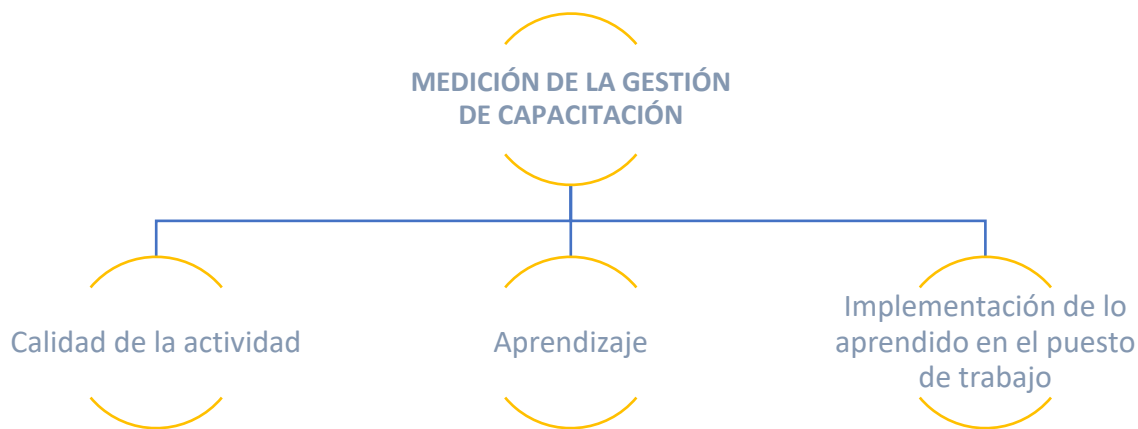 MEDICIÓN DE LA GESTIÓN
DE CAPACITACIÓN
Calidad de la actividad
Aprendizaje
Implementación de lo
aprendido en el puesto
de trabajo